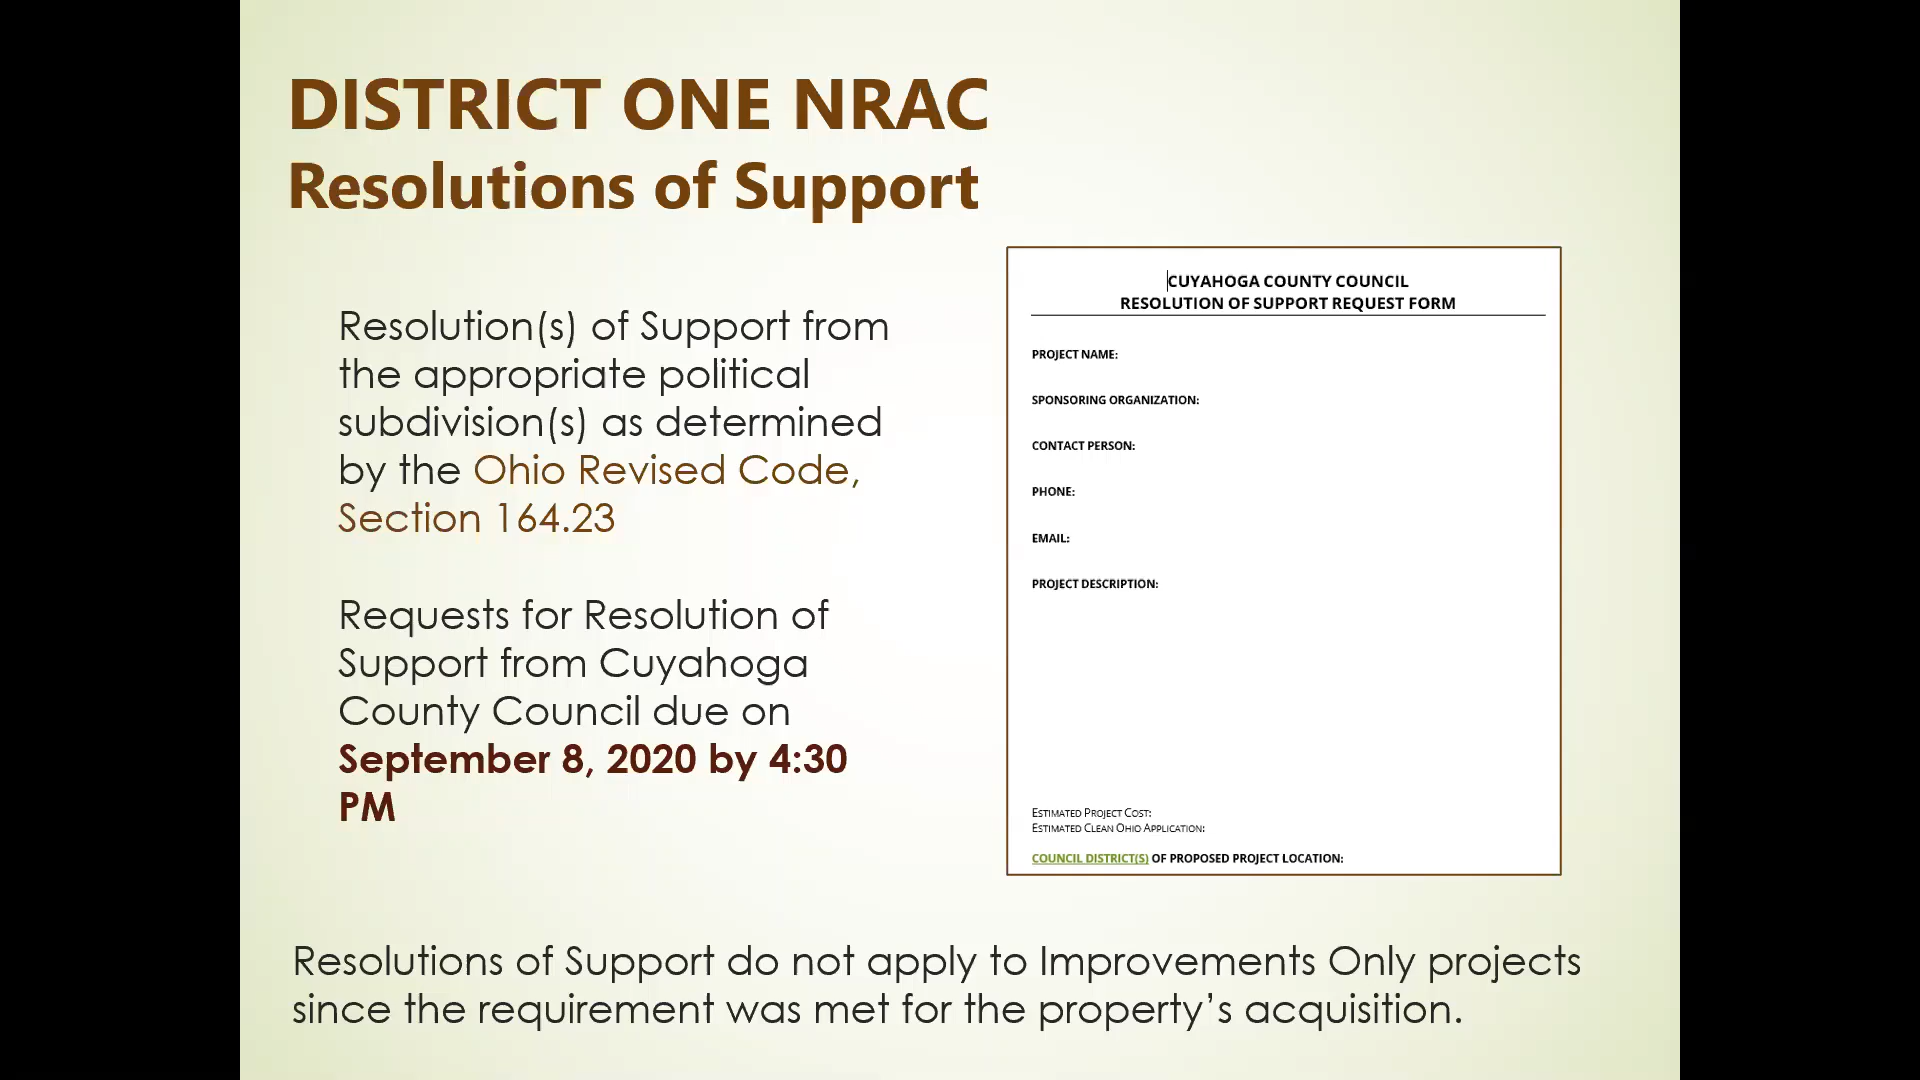 DISTRICT ONE NRAC
Resolutions of Support
Resolution(s) of Support from
the appropriate political
subdivision(s) as determined
by the Ohio Revised Code,
Section 164.23
Requests for Resolution of
Support from Cuyahoga
County Council due on
September 8, 2020 by 4:30
PM
CUYAHOGA COUNTY COUNCIL
RESOLUTION OF SUPPORT REQUEST FORM
PROJECT NAME:
SPONSORING ORGANIZATION:
CONTACT PERSON:
PHONE:
EMAIL:
PROJECT DESCRIPTION:
ESTIMATED PROJECT COST:
ESTIMATED CLEAN OHIO APPLICATION:
COUNCIL DISTRICT(S) OF PROPOSED PROJECT LOCATION:
Resolutions of Support do not apply to Improvements Only projects
since the requirement was met for the property’s acquisition.